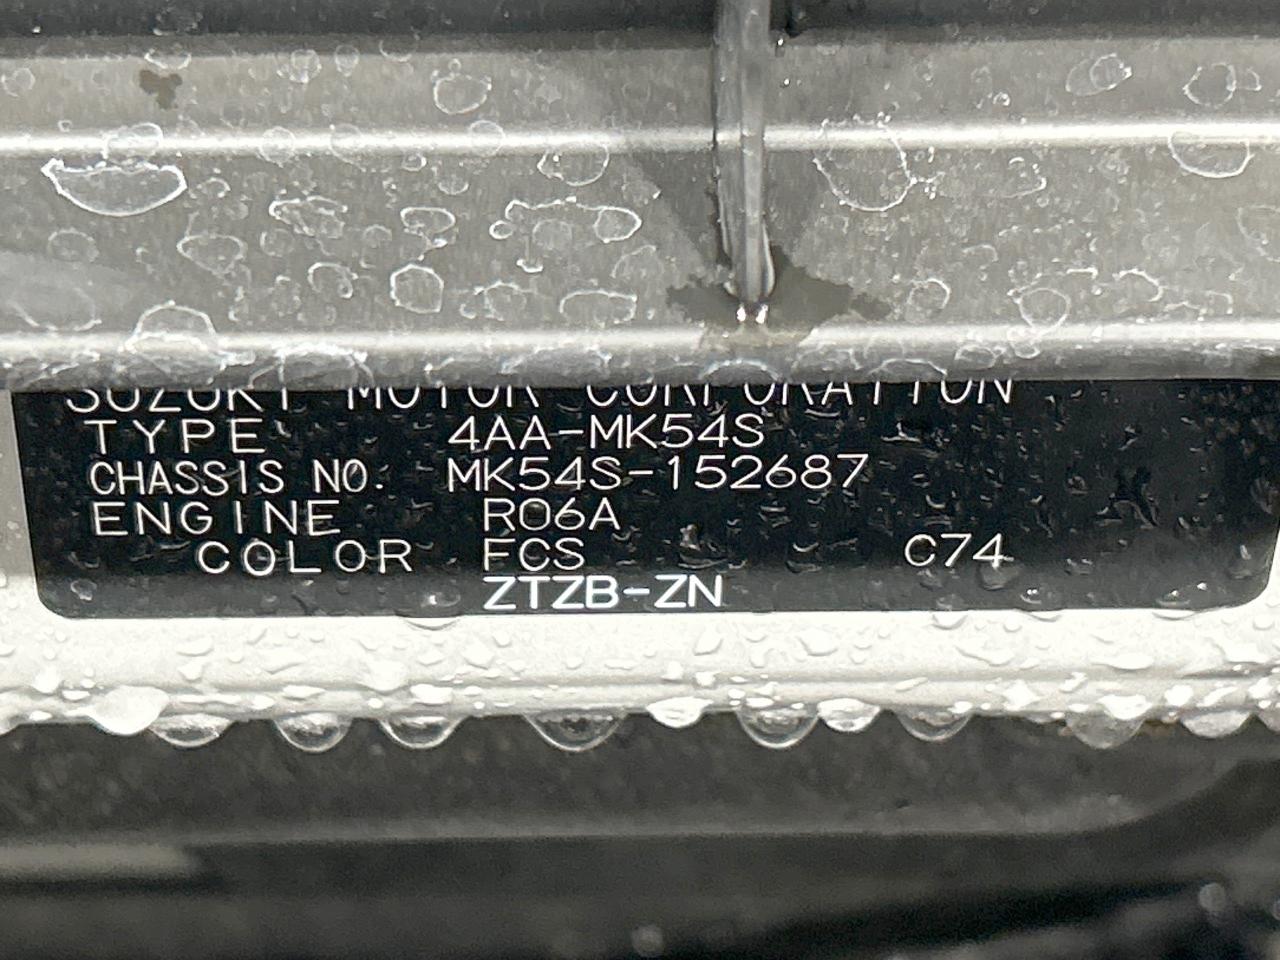 SUZUKI MOTOR CORPORATION
TYPE 4AA-MK54S
CHASSIS NO. MK54S-152687
ENGINE R06A
COLOR FCS C74
ZTZB-ZN